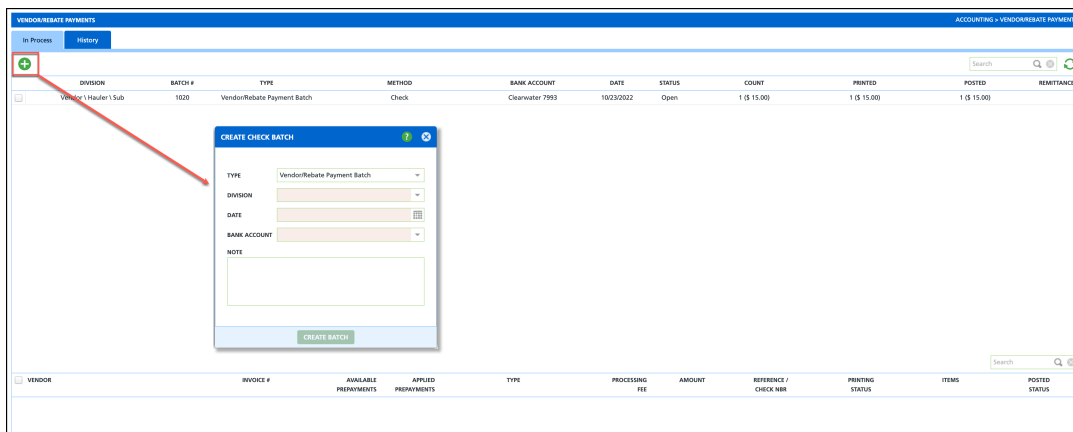 VENDOR/REBATE PAYMENTS ACCOUNTING > VENDOR/REBATE PAYMENT
In Process History
Search
DIVISION BATCH # TYPE METHOD BANK ACCOUNT DATE STATUS COUNT PRINTED POSTED REMITTANCE
Vendor \ Hauler \ Sub 1020 Vendor/Rebate Payment Batch Check Clearwater 7993 10/23/2022 Open 1 ($ 15.00) 1 ($ 15.00) 1 ($ 15.00)
CREATE CHECK BATCH ?
TYPE Vendor/Rebate Payment Batch
DIVISION
DATE
BANK ACCOUNT
NOTE
CREATE BATCH
Search
VENDOR INVOICE # AVAILABLE APPLIED TYPE PROCESSING AMOUNT REFERENCE / PRINTING ITEMS POSTED
PREPAYMENTS PREPAYMENTS FEE CHECK NBR STATUS STATUS